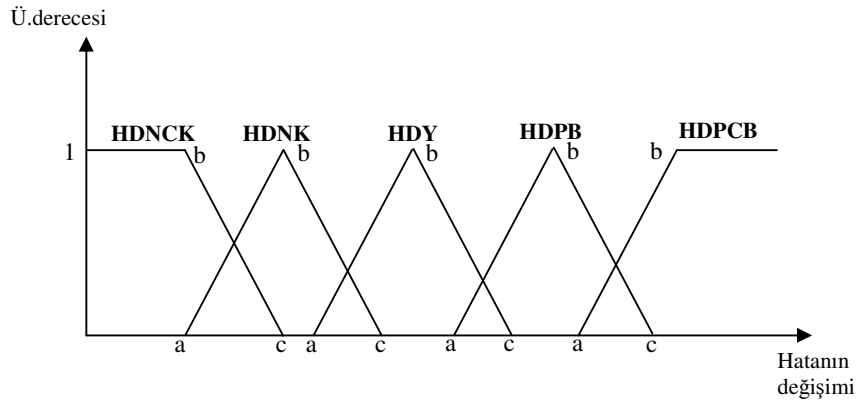 Ü.derecesi
HDNCK HDNK HDY HDPB HDPCB
1 b b b b b
a c a c a c a c
Hatanın
değişimi